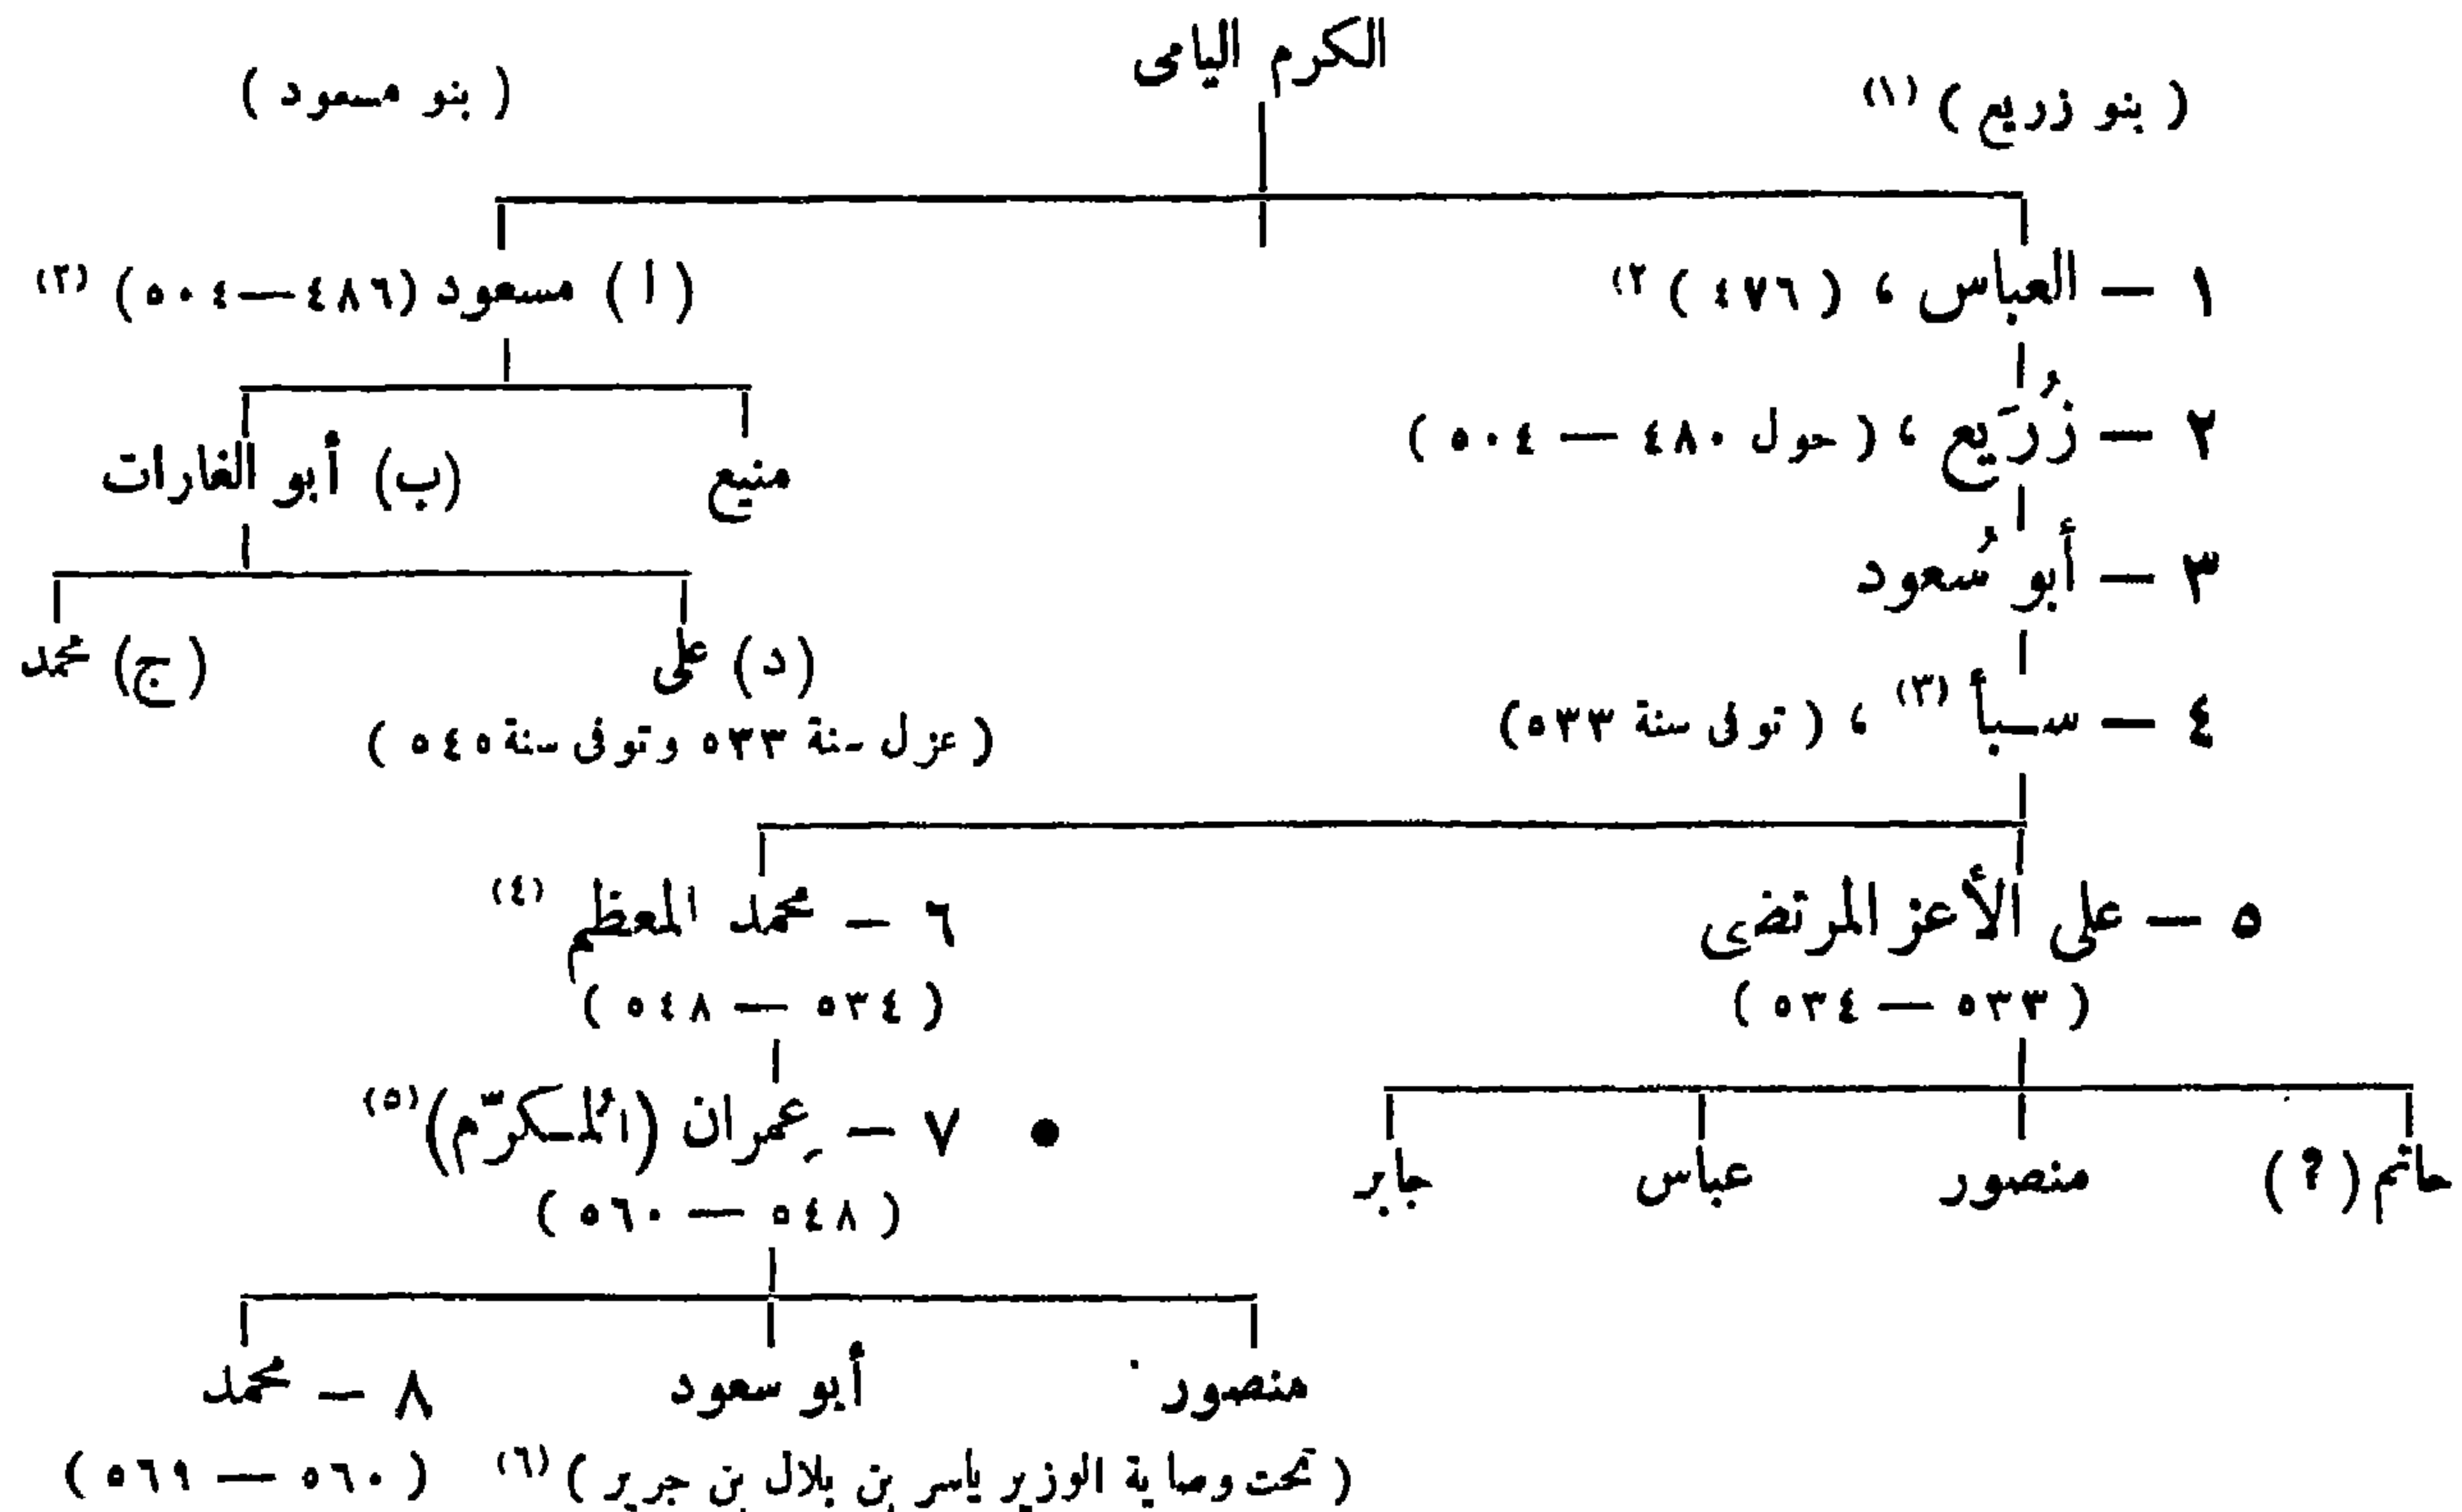 الكرم اليامى
( بنو زريع ) (١)
( بنو مسعود )
١ — العباس ، ( ٤٧٦ ) (٢
( ا ) مسعود (٤٨٦—٥٠٤) (٢)
٢ — زُرَيع ، ( حول ٤٨٠ — ٥٠٤ )
منيع
(ب) أبو الغارات
٣ — أبو سُعود
(د) على
(ج) محمد
٤ — سبأ (٣) ، ( توفى سنة ٥٣٣)
( عزل سنة ٥٣٣ وتوفى سنة ٥٤٥ )
٥ — على الأعز المرتضى
٦ — محمد المعظم (٤)
( ٥٣٣ — ٥٣٤ )
( ٥٣٤ — ٥٤٨ )
● ٧ — عِمران (المُكرّم) (٥)
حاتم (؟)
منصور
عباس
جابر
( ٥٤٨ — ٥٦٠ )
منصور
أبو سعود
٨ — محمد
( تحت وصاية الوزير ياسر بن بلال بن جرير ) (٦)
( ٥٦٠ — ٥٦٩ )